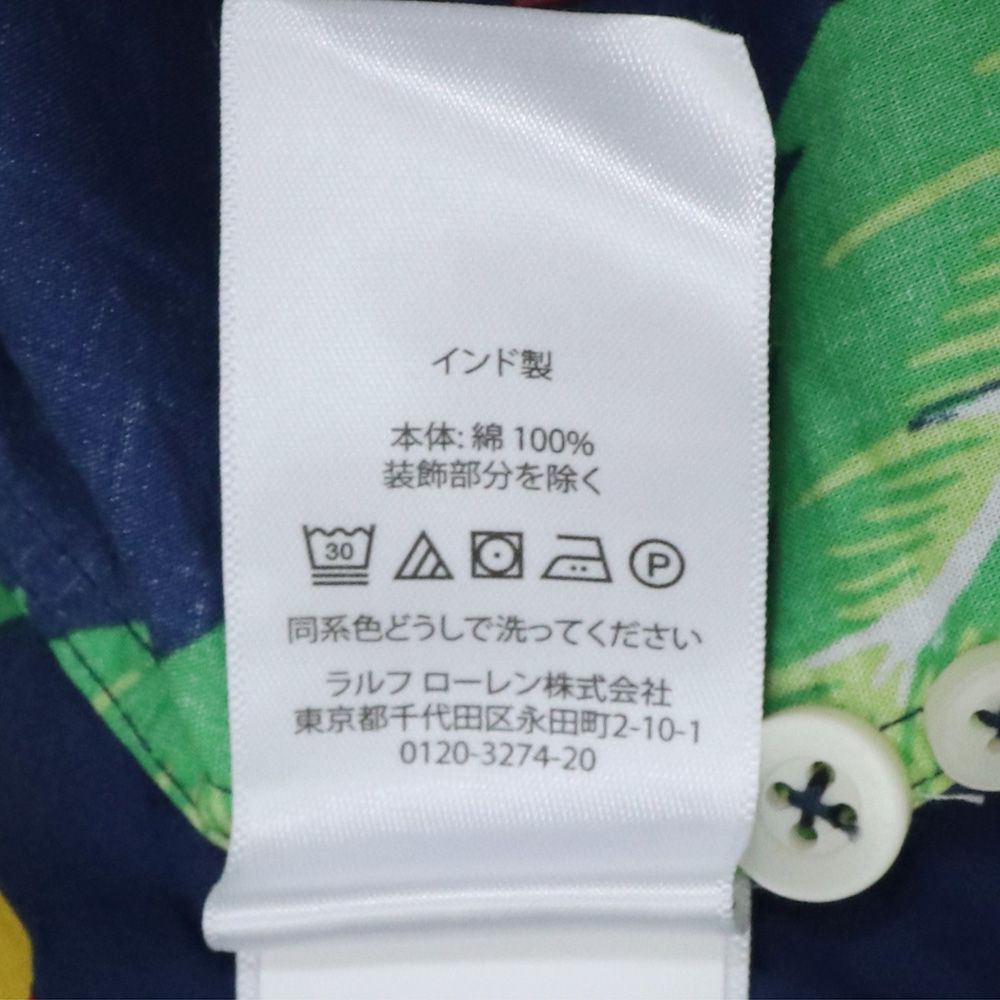 インド製
本体: 綿 100%
装飾部分を除く
30 P
同系色どうしで洗ってください
ラルフ ローレン株式会社
東京都千代田区永田町2-10-1
0120-3274-20